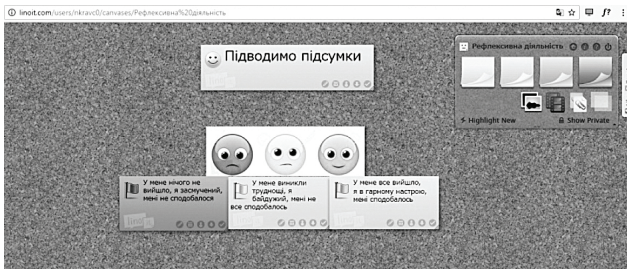 linoit.com/users/nkravc0/canvases/Рефлексивна%20діяльність
Підводимо підсумки
Рефлексивна діяльність
Highlight New
Show Private
У мене нічого не
вийшло, я засмучений,
мені не сподобалося
У мене виникли
труднощі, я
байдужий, мені не
все сподобалось
У мене все вийшло,
я в гарному настрою,
мені сподобалось